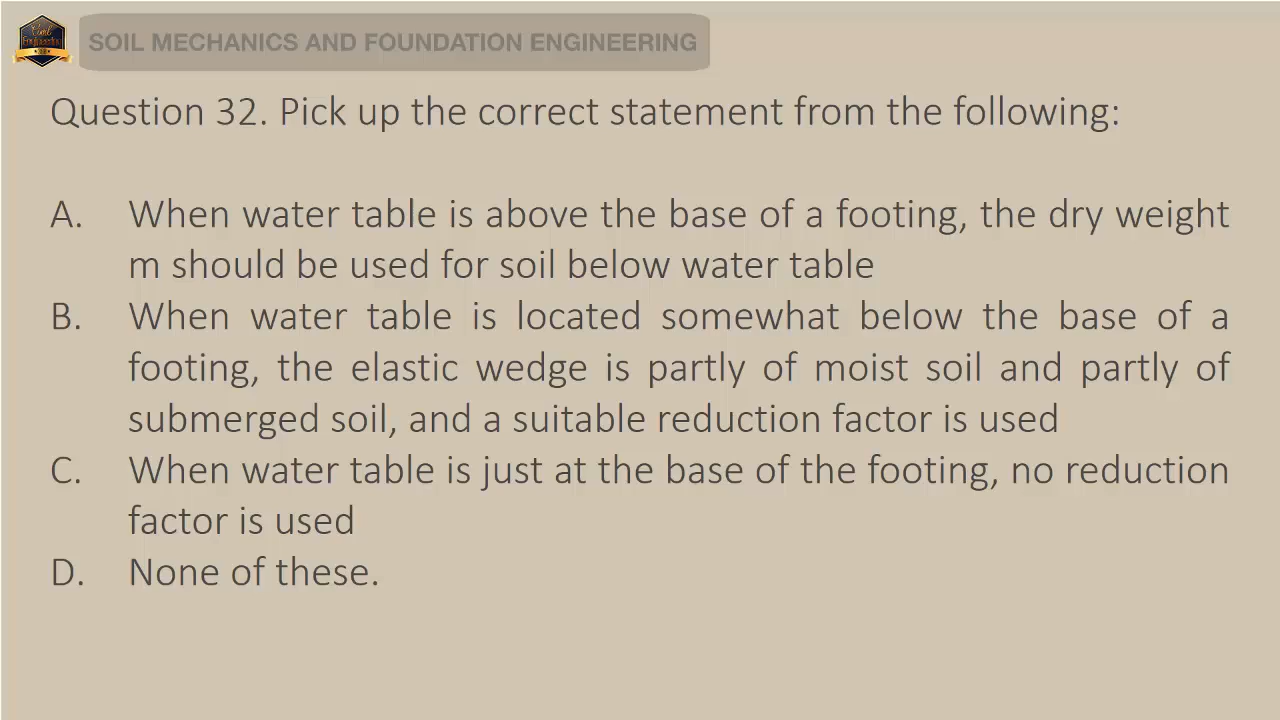 Civil
Engineering
SOIL MECHANICS AND FOUNDATION ENGINEERING
Question 32. Pick up the correct statement from the following:
A. When water table is above the base of a footing, the dry weight
m should be used for soil below water table
B. When water table is located somewhat below the base of a
footing, the elastic wedge is partly of moist soil and partly of
submerged soil, and a suitable reduction factor is used
C. When water table is just at the base of the footing, no reduction
factor is used
D. None of these.